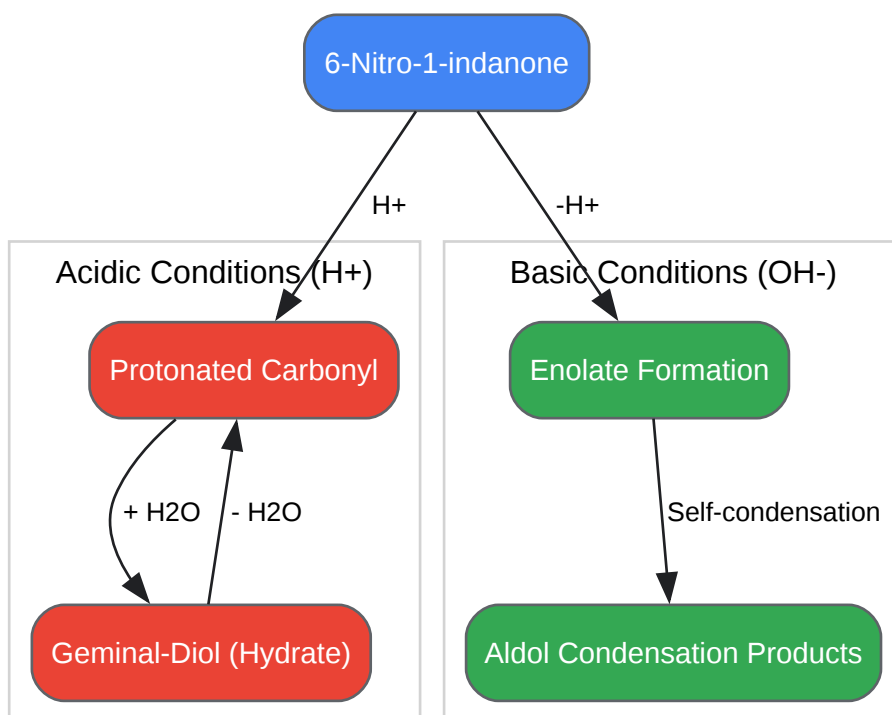 6-Nitro-1-indanone
H+
-H+
Acidic Conditions (H+)
Basic Conditions (OH-)
Protonated Carbonyl
Enolate Formation
+ H2O
- H2O
Self-condensation
Geminal-Diol (Hydrate)
Aldol Condensation Products